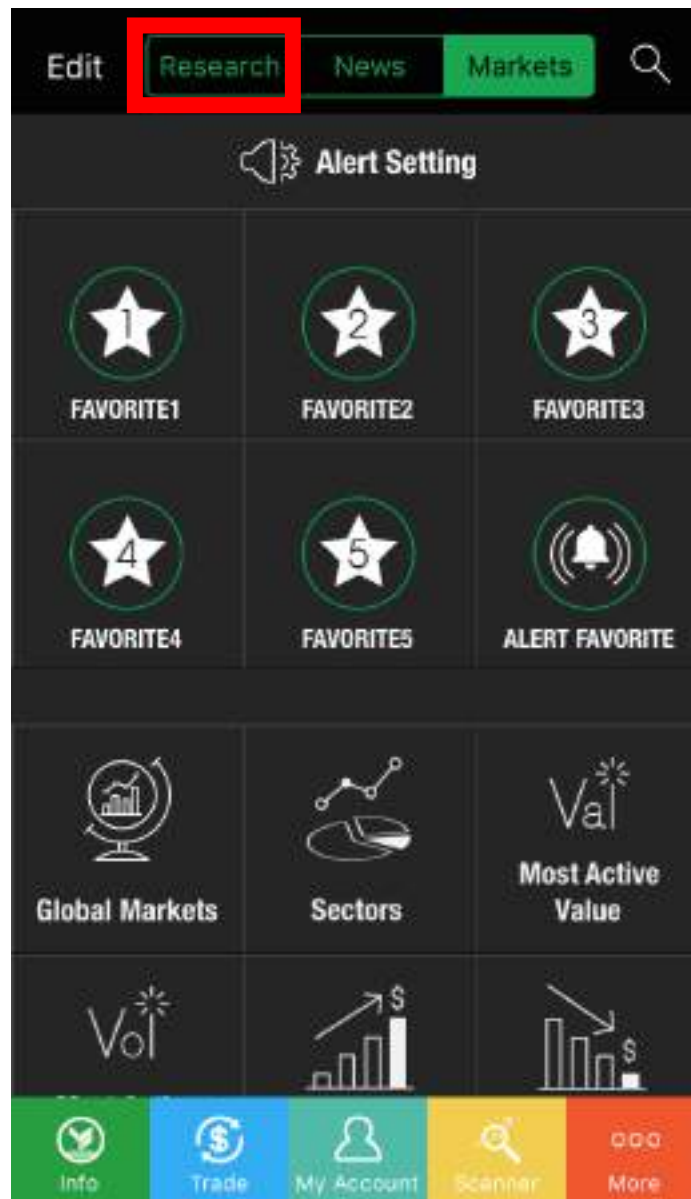 Edit Research News Markets
Alert Setting
1 2 3
FAVORITE1 FAVORITE2 FAVORITE3
4 5
FAVORITE4 FAVORITE5 ALERT FAVORITE
Val
Most Active
Global Markets Sectors Value
Vol $ $
$
Info Trade My Account Scanner More